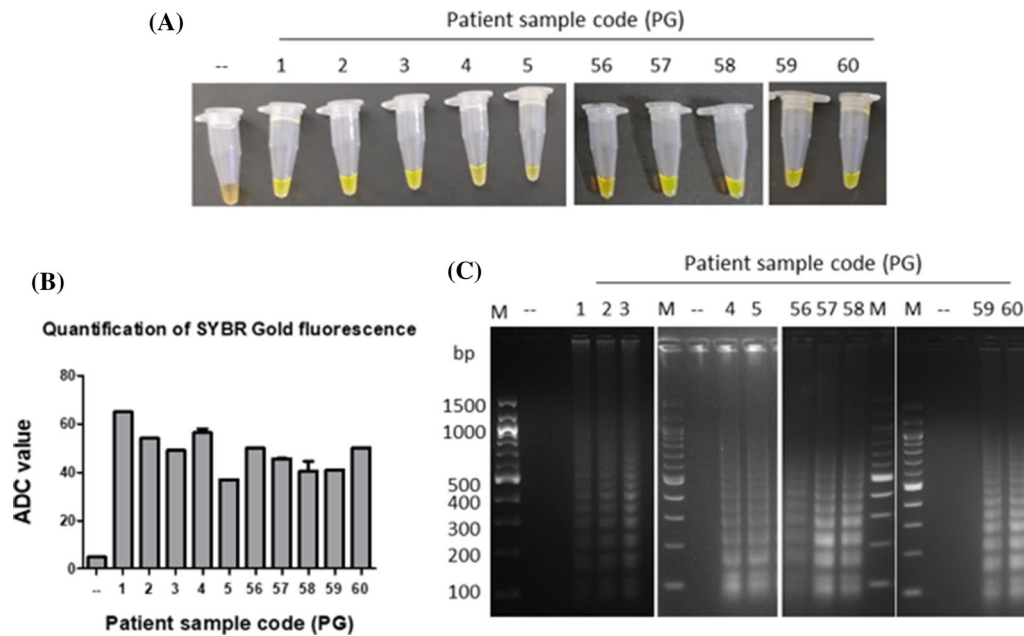 (A)
Patient sample code (PG)
-- 1 2 3 4 5 56 57 58 59 60
(B)
Quantification of SYBR Gold fluorescence
80
60
40
20
0
ADC value
-- 1 2 3 4 5 56 57 58 59 60
Patient sample code (PG)
(C)
Patient sample code (PG)
M -- 1 2 3 M -- 4 5 56 57 58 M M -- 59 60
bp
1500
1000
500
400
300
200
100